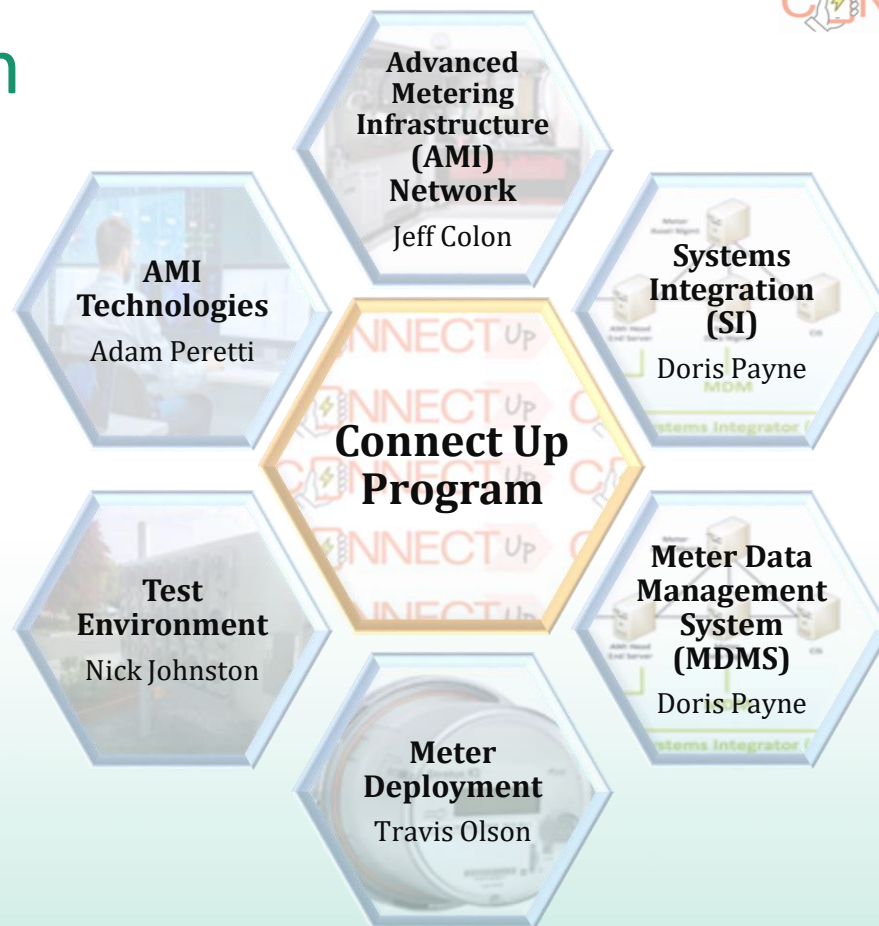 Advanced
Metering
Infrastructure
(AMI)
Network
Jeff Colon
AMI
Technologies
Adam Peretti
Systems
Integration
(SI)
Doris Payne
Connect Up
Program
Test
Environment
Nick Johnston
Meter Data
Management
System
(MDMS)
Doris Payne
Meter
Deployment
Travis Olson